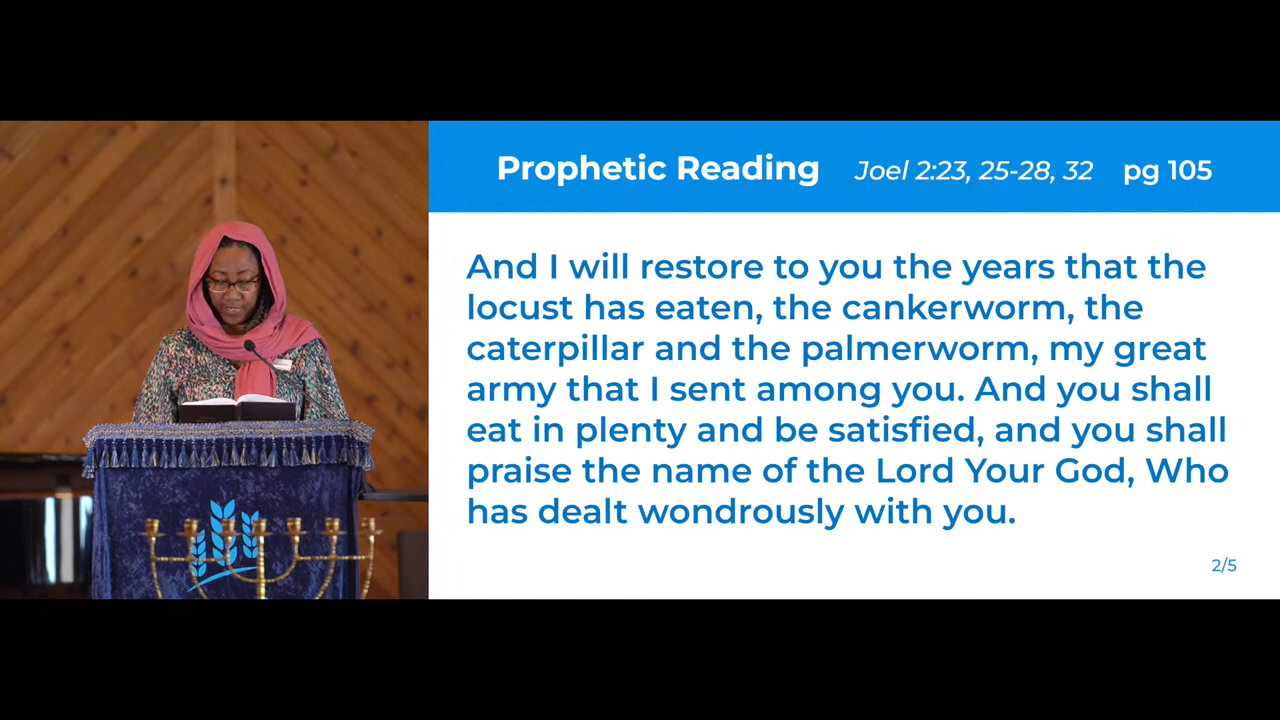 Prophetic Reading Joel 2:23, 25-28, 32 pg 105
And I will restore to you the years that the
locust has eaten, the cankerworm, the
caterpillar and the palmerworm, my great
army that I sent among you. And you shall
eat in plenty and be satisfied, and you shall
praise the name of the Lord Your God, Who
has dealt wondrously with you.
2/5